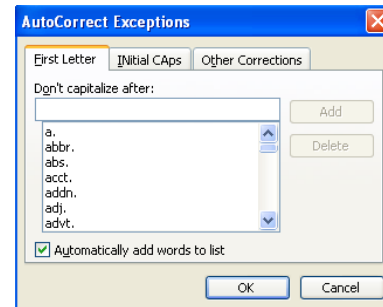 AutoCorrect Exceptions
First Letter INitial CAps Other Corrections
Don't capitalize after:
Add
a.
abbr.
Delete
abs.
acct.
addn.
adj.
advt.
Automatically add words to list
OK Cancel